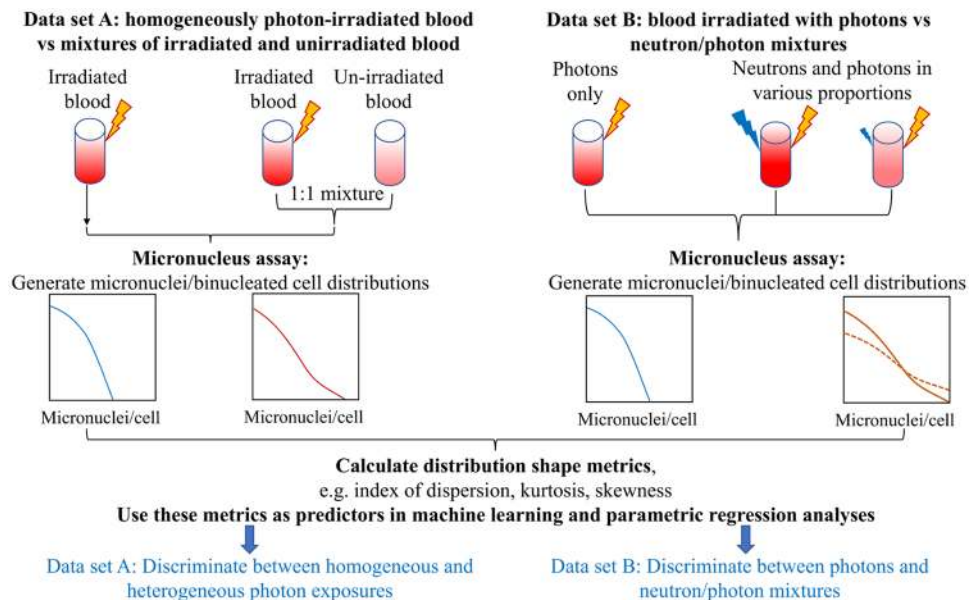 Data set A: homogeneously photon-irradiated blood
vs mixtures of irradiated and unirradiated blood
Irradiated
blood
Irradiated
blood
Un-irradiated
blood
1:1 mixture
Micronucleus assay:
Generate micronuclei/binucleated cell distributions
Micronuclei/cell
Micronuclei/cell
Data set B: blood irradiated with photons vs
neutron/photon mixtures
Photons
only
Neutrons and photons in
various proportions
Micronucleus assay:
Generate micronuclei/binucleated cell distributions
Micronuclei/cell
Micronuclei/cell
Calculate distribution shape metrics,
e.g. index of dispersion, kurtosis, skewness
Use these metrics as predictors in machine learning and parametric regression analyses
Data set A: Discriminate between homogeneous and
heterogeneous photon exposures
Data set B: Discriminate between photons and
neutron/photon mixtures